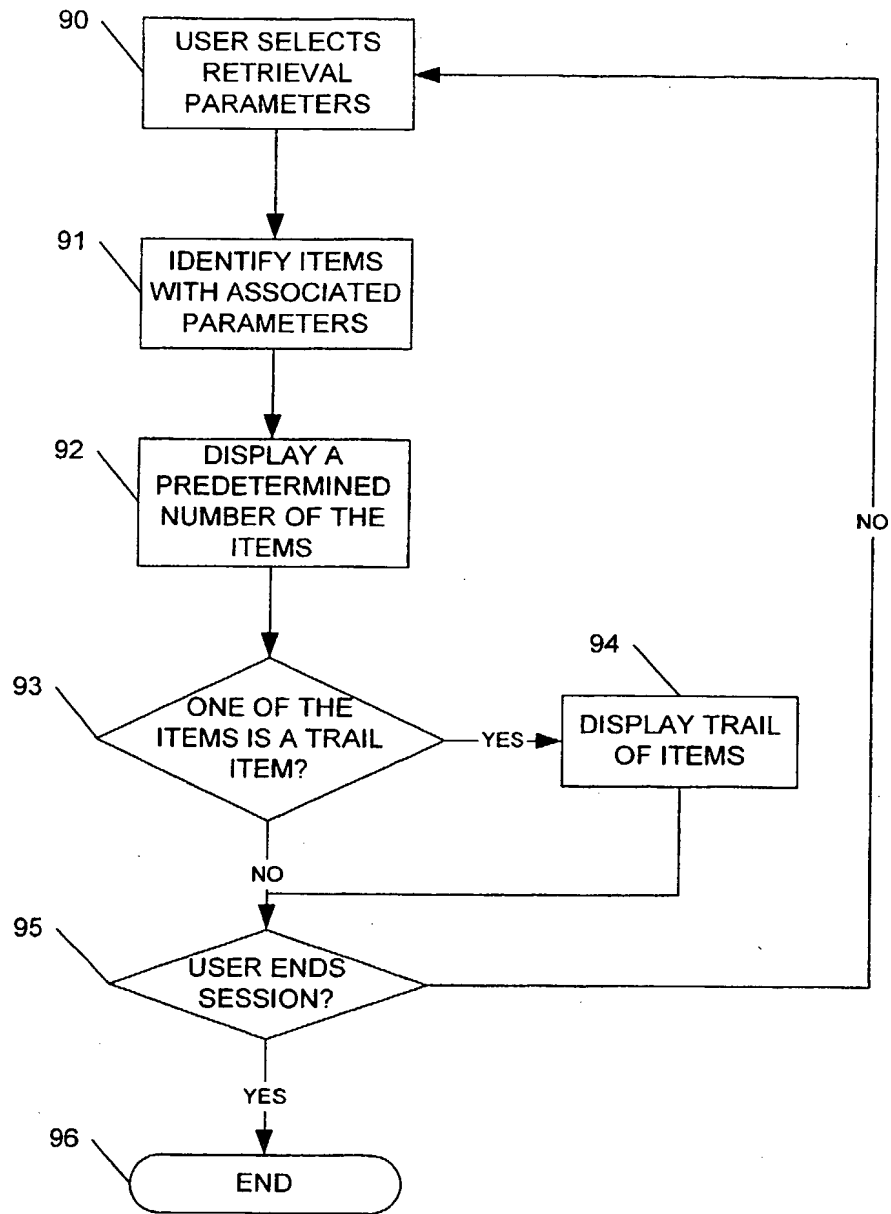 90
USER SELECTS
RETRIEVAL
PARAMETERS
91
IDENTIFY ITEMS
WITH ASSOCIATED
PARAMETERS
92
DISPLAY A
PREDETERMINED
NUMBER OF THE
ITEMS
NO
93
ONE OF THE
ITEMS IS A TRAIL
ITEM?
YES
94
DISPLAY TRAIL
OF ITEMS
NO
95
USER ENDS
SESSION?
YES
96
END